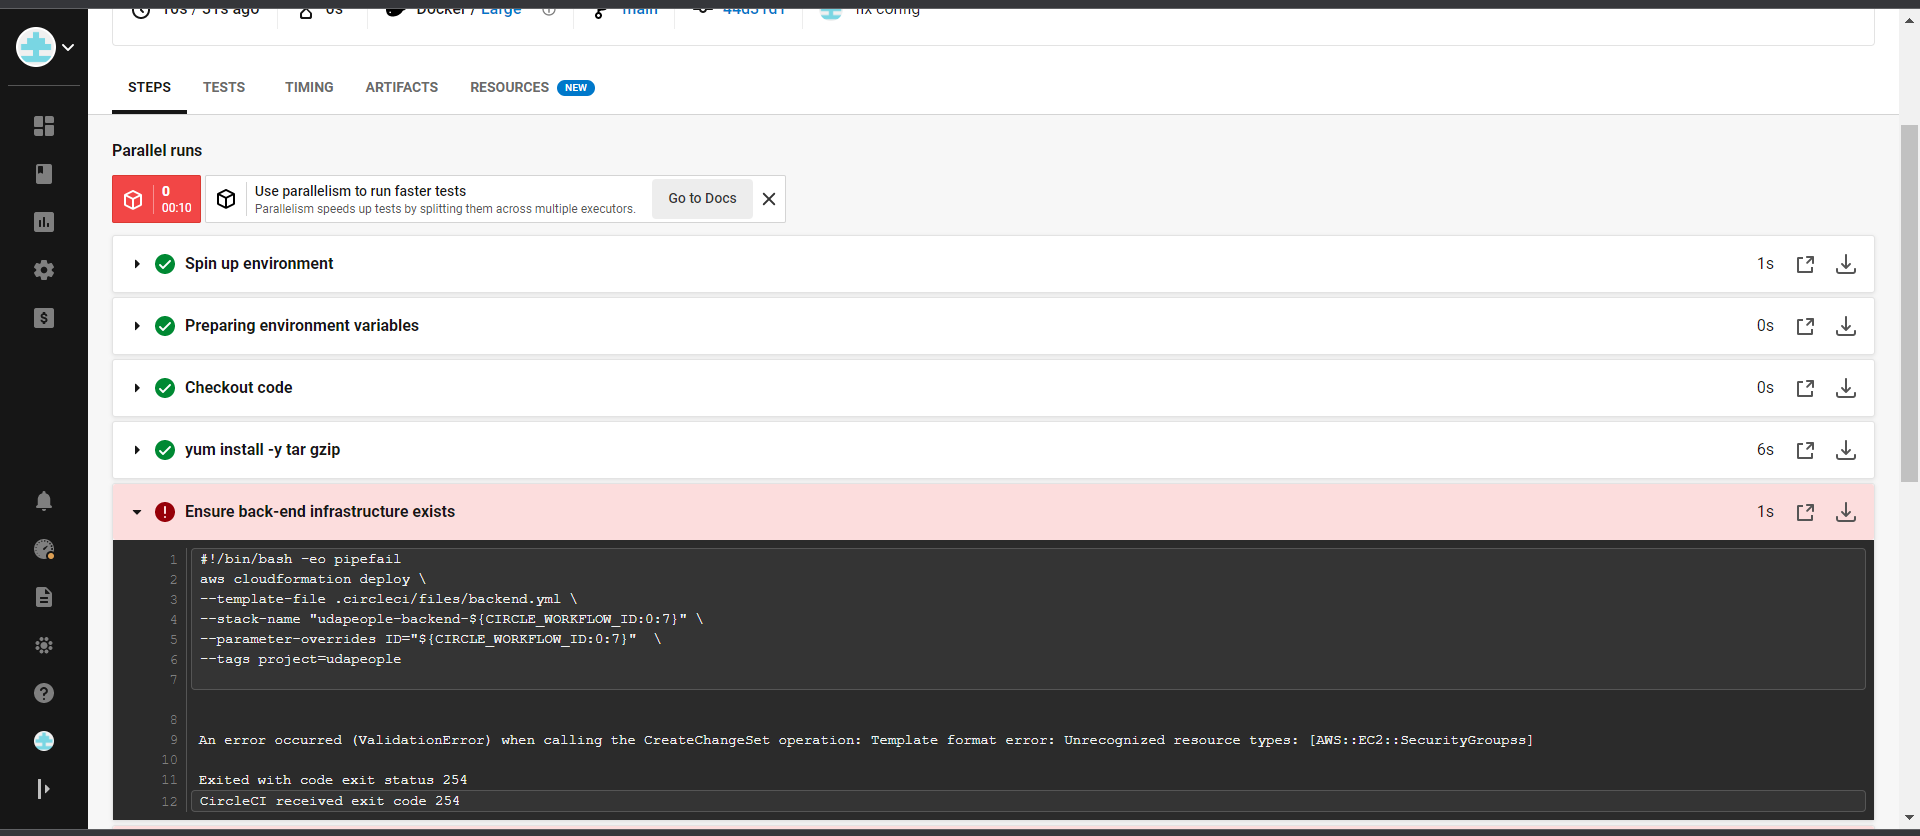 10s / 51s ago
0s
Docker / Large
main
44d51d1
fix config
STEPS
TESTS
TIMING
ARTIFACTS
RESOURCES NEW
Parallel runs
0
00:10
Use parallelism to run faster tests
Parallelism speeds up tests by splitting them across multiple executors.
Go to Docs
Spin up environment 1s
Preparing environment variables 0s
Checkout code 0s
yum install -y tar gzip 6s
Ensure back-end infrastructure exists 1s
1 #!/bin/bash -eo pipefail
2 aws cloudformation deploy \
3 --template-file .circleci/files/backend.yml \
4 --stack-name "udapeople-backend-${CIRCLE_WORKFLOW_ID:0:7}" \
5 --parameter-overrides ID="${CIRCLE_WORKFLOW_ID:0:7}"  \
6 --tags project=udapeople
7
8
9 An error occurred (ValidationError) when calling the CreateChangeSet operation: Template format error: Unrecognized resource types: [AWS::EC2::SecurityGroupss]
10
11 Exited with code exit status 254
12 CircleCI received exit code 254